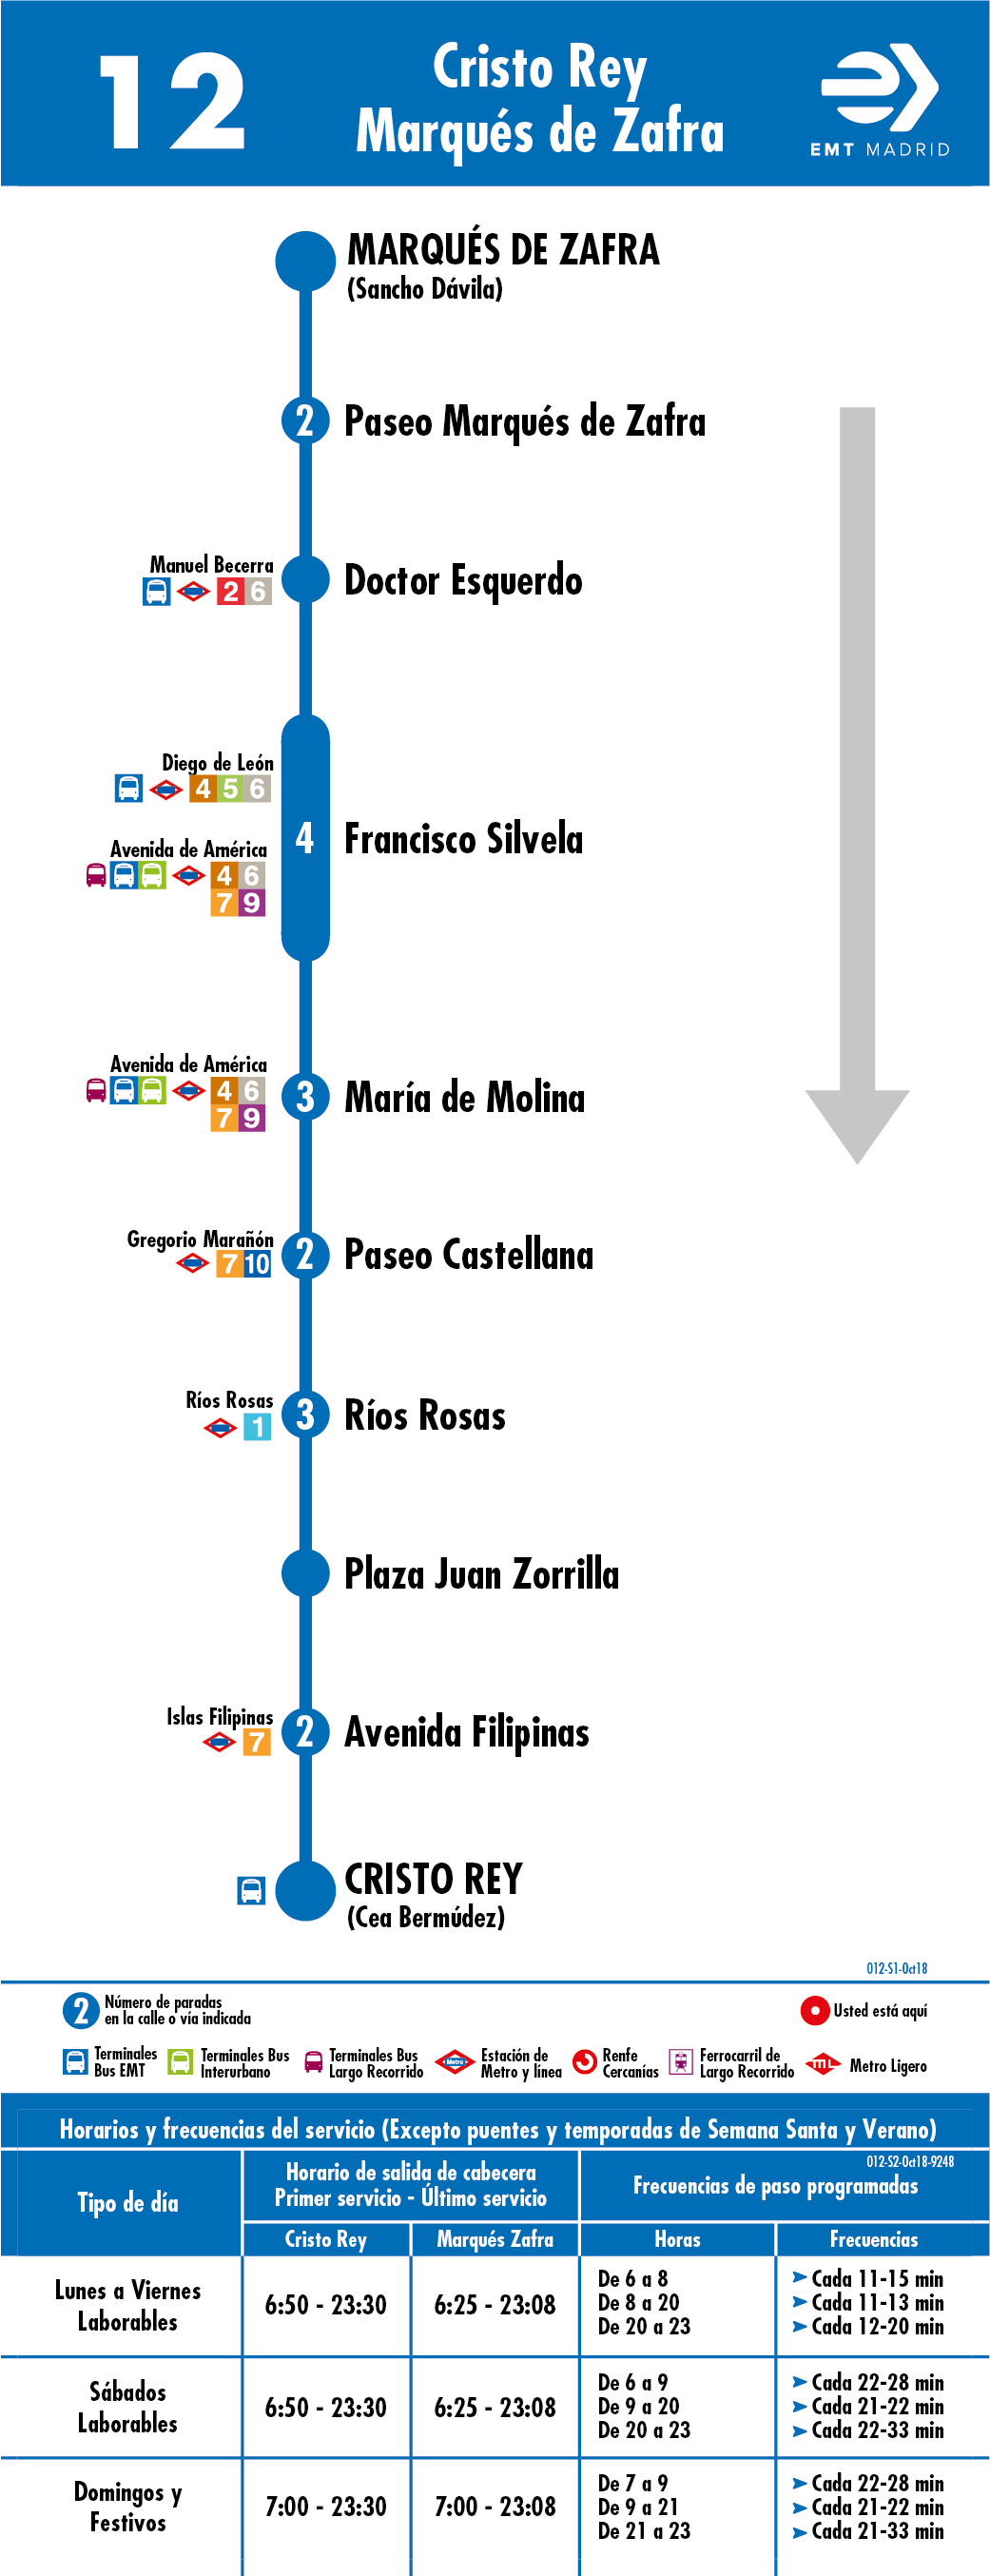 12
Cristo Rey
Marqués de Zafra
EMT MADRID
MARQUÉS DE ZAFRA
(Sancho Dávila)
2 Paseo Marqués de Zafra
Manuel Becerra
2 6
Doctor Esquerdo
Diego de León
4 5 6
Avenida de América
4 6
7 9
4 Francisco Silvela
Avenida de América
4 6
7 9
3 María de Molina
Gregorio Marañón
7 10
2 Paseo Castellana
Ríos Rosas
1
3 Ríos Rosas
Plaza Juan Zorrilla
Islas Filipinas
7
2 Avenida Filipinas
CRISTO REY
(Cea Bermúdez)
012-S1-Oct18
2 Número de paradas
en la calle o vía indicada
Usted está aquí
Terminales
Bus EMT
Terminales Bus
Interurbano
Terminales Bus
Largo Recorrido
Metro
Estación de
Metro y línea
Renfe
Cercanías
Ferrocarril de
Largo Recorrido
ML
Metro Ligero
Horarios y frecuencias del servicio (Excepto puentes y temporadas de Semana Santa y Verano)
012-S2-Oct18-9248
Tipo de día
Horario de salida de cabecera
Primer servicio - Último servicio
Frecuencias de paso programadas
Cristo Rey Marqués Zafra Horas Frecuencias
Lunes a Viernes
Laborables
6:50 - 23:30 6:25 - 23:08
De 6 a 8 Cada 11-15 min
De 8 a 20 Cada 11-13 min
De 20 a 23 Cada 12-20 min
Sábados
Laborables
6:50 - 23:30 6:25 - 23:08
De 6 a 9 Cada 22-28 min
De 9 a 20 Cada 21-22 min
De 20 a 23 Cada 22-33 min
Domingos y
Festivos
7:00 - 23:30 7:00 - 23:08
De 7 a 9 Cada 22-28 min
De 9 a 21 Cada 21-22 min
De 21 a 23 Cada 21-33 min